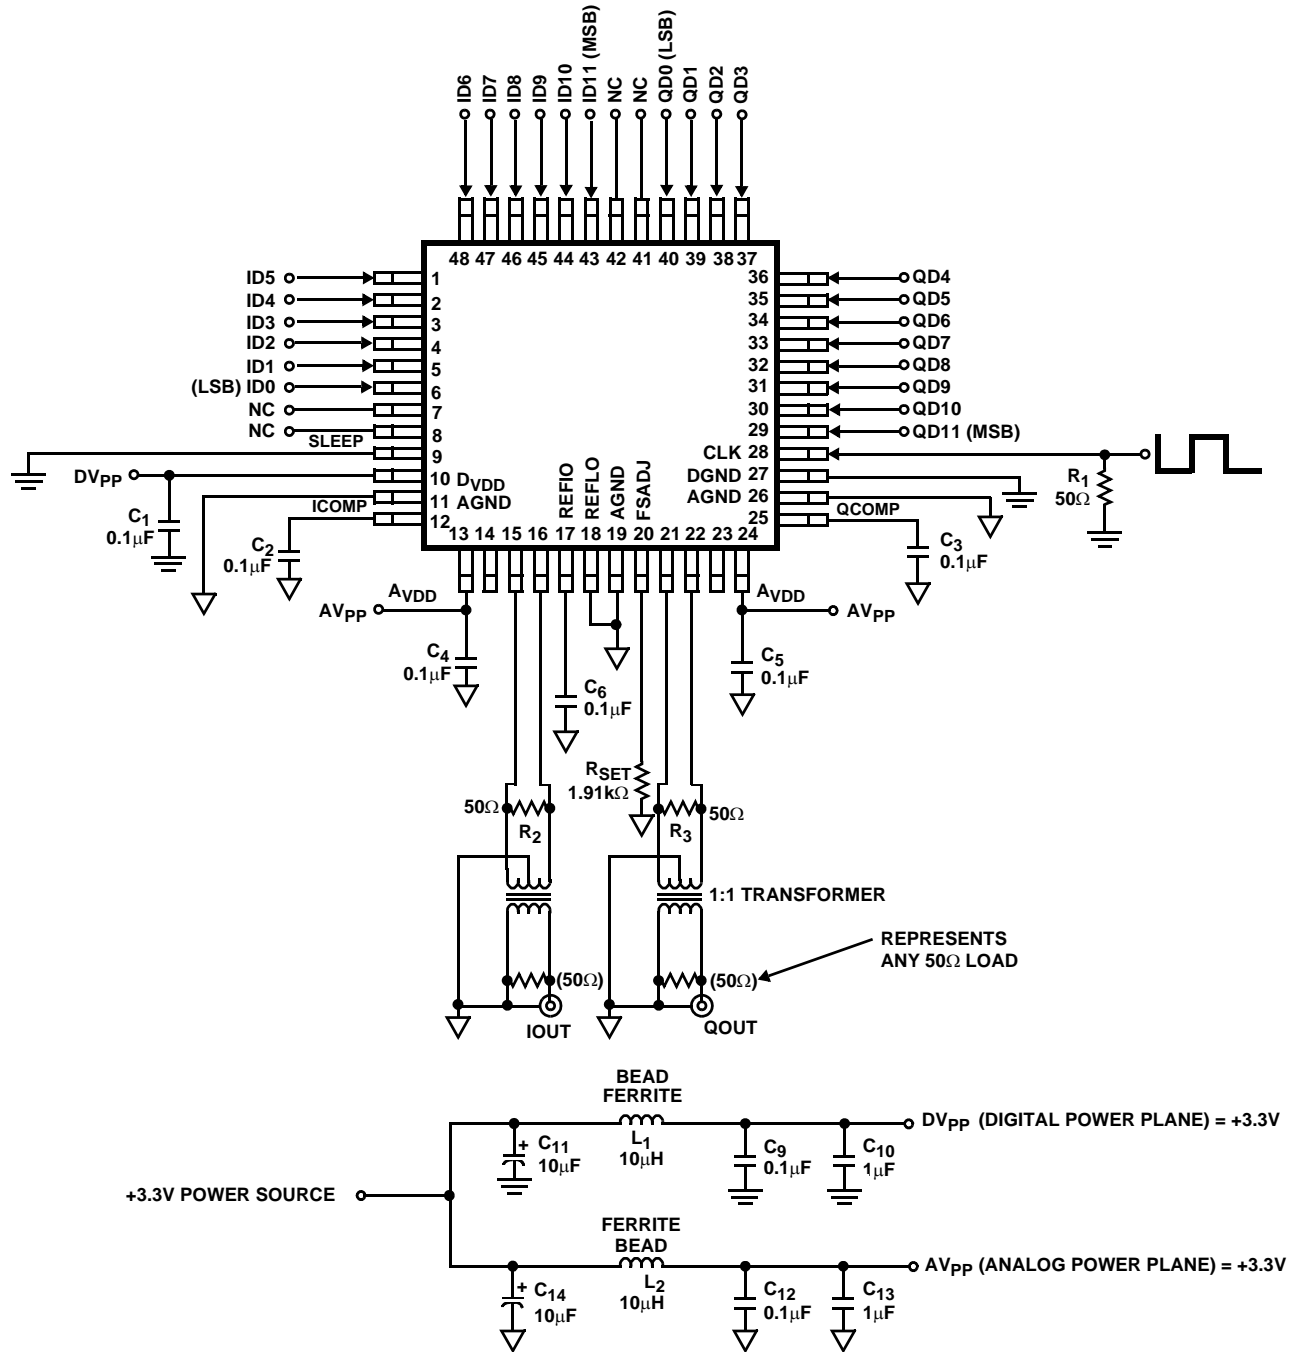 ID6
ID7
ID8
ID9
ID10
ID11 (MSB)
NC
NC
QD0 (LSB)
QD1
QD2
QD3
48 47 46 45 44 43 42 41 40 39 38 37
ID5
ID4
ID3
ID2
ID1
(LSB) ID0
NC
NC
SLEEP
DVPP
ICOMP
1
2
3
4
5
6
7
8
9
10 DVDD
11 AGND
12
36
35
34
33
32
31
30
29
CLK 28
DGND 27
AGND 26
25
QD4
QD5
QD6
QD7
QD8
QD9
QD10
QD11 (MSB)
QCOMP
R1
50Ω
REFIO
REFLO
AGND
FSADJ
13 14 15 16 17 18 19 20 21 22 23 24
C1
0.1µF
C2
0.1µF
C3
0.1µF
AVDD
AVPP
AVDD
AVPP
C4
0.1µF
C5
0.1µF
C6
0.1µF
RSET
1.91kΩ
50Ω
R2
R3
50Ω
1:1 TRANSFORMER
REPRESENTS
ANY 50Ω LOAD
(50Ω)
(50Ω)
IOUT
QOUT
BEAD
FERRITE
L1
10µH
+ C11
10µF
C9
0.1µF
C10
1µF
DVPP (DIGITAL POWER PLANE) = +3.3V
+3.3V POWER SOURCE
FERRITE
BEAD
L2
10µH
+ C14
10µF
C12
0.1µF
C13
1µF
AVPP (ANALOG POWER PLANE) = +3.3V